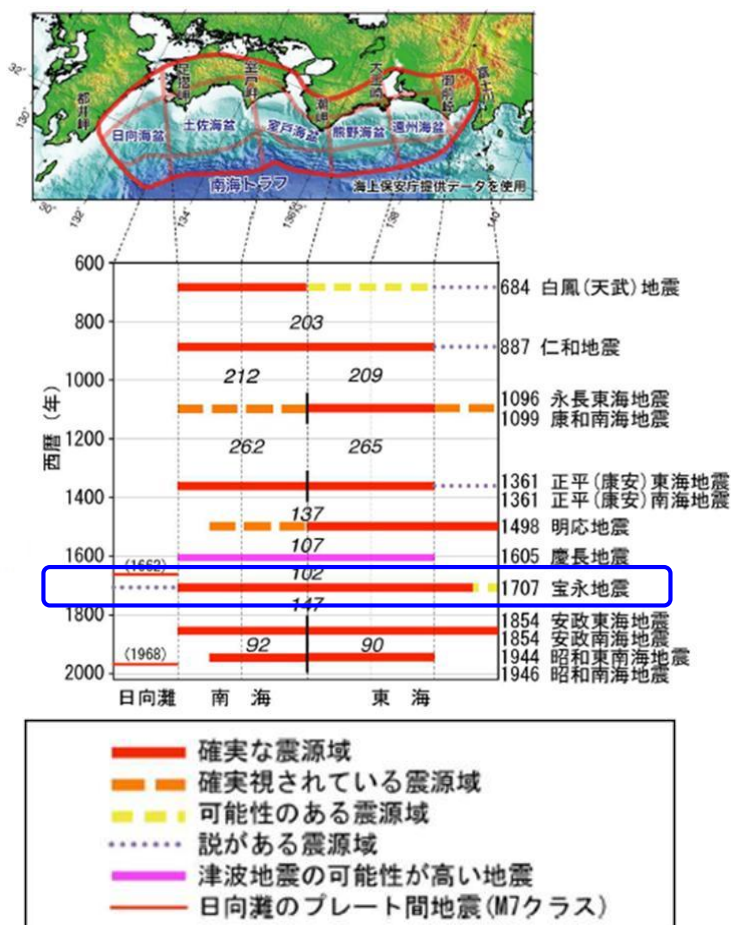 富士川
御前崎
大王崎
潮岬
室戸岬
足摺岬
都井岬
日向海盆
土佐海盆
室戸海盆
熊野海盆
遠州海盆
南海トラフ
海上保安庁提供データを使用
32°
130°
30°
132°
134°
138°
140°
西暦(年)
600
684 白鳳(天武)地震
800
203
887 仁和地震
1000
212
209
1096 永長東海地震
1099 康和南海地震
1200
262
265
1361 正平(康安)東海地震
1400
1361 正平(康安)南海地震
137
1498 明応地震
107
1600
1605 慶長地震
(1662)
102
1707 宝永地震
147
1800
1854 安政東海地震
1854 安政南海地震
92
90
(1968)
1944 昭和東南海地震
2000
1946 昭和南海地震
日向灘 南 海 東 海
確実な震源域
確実視されている震源域
可能性のある震源域
説がある震源域
津波地震の可能性が高い地震
日向灘のプレート間地震(M7クラス)